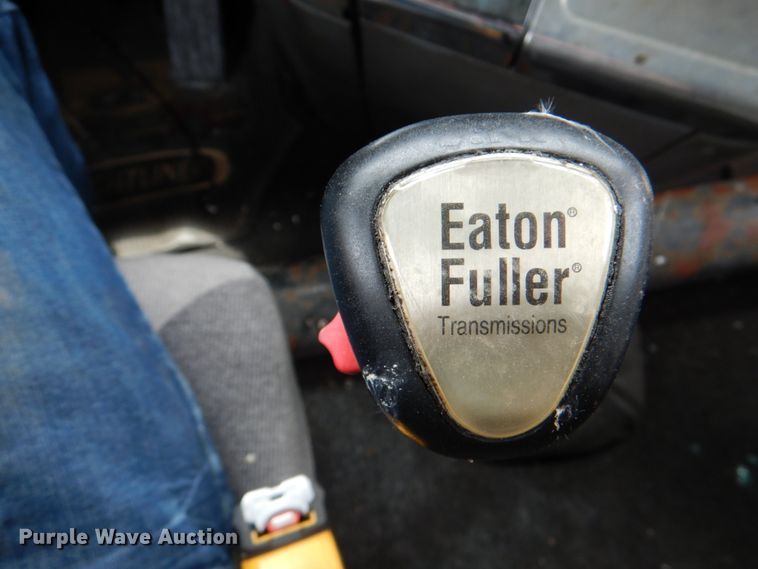 Eaton®
Fuller®
Transmissions
Purple Wave Auction